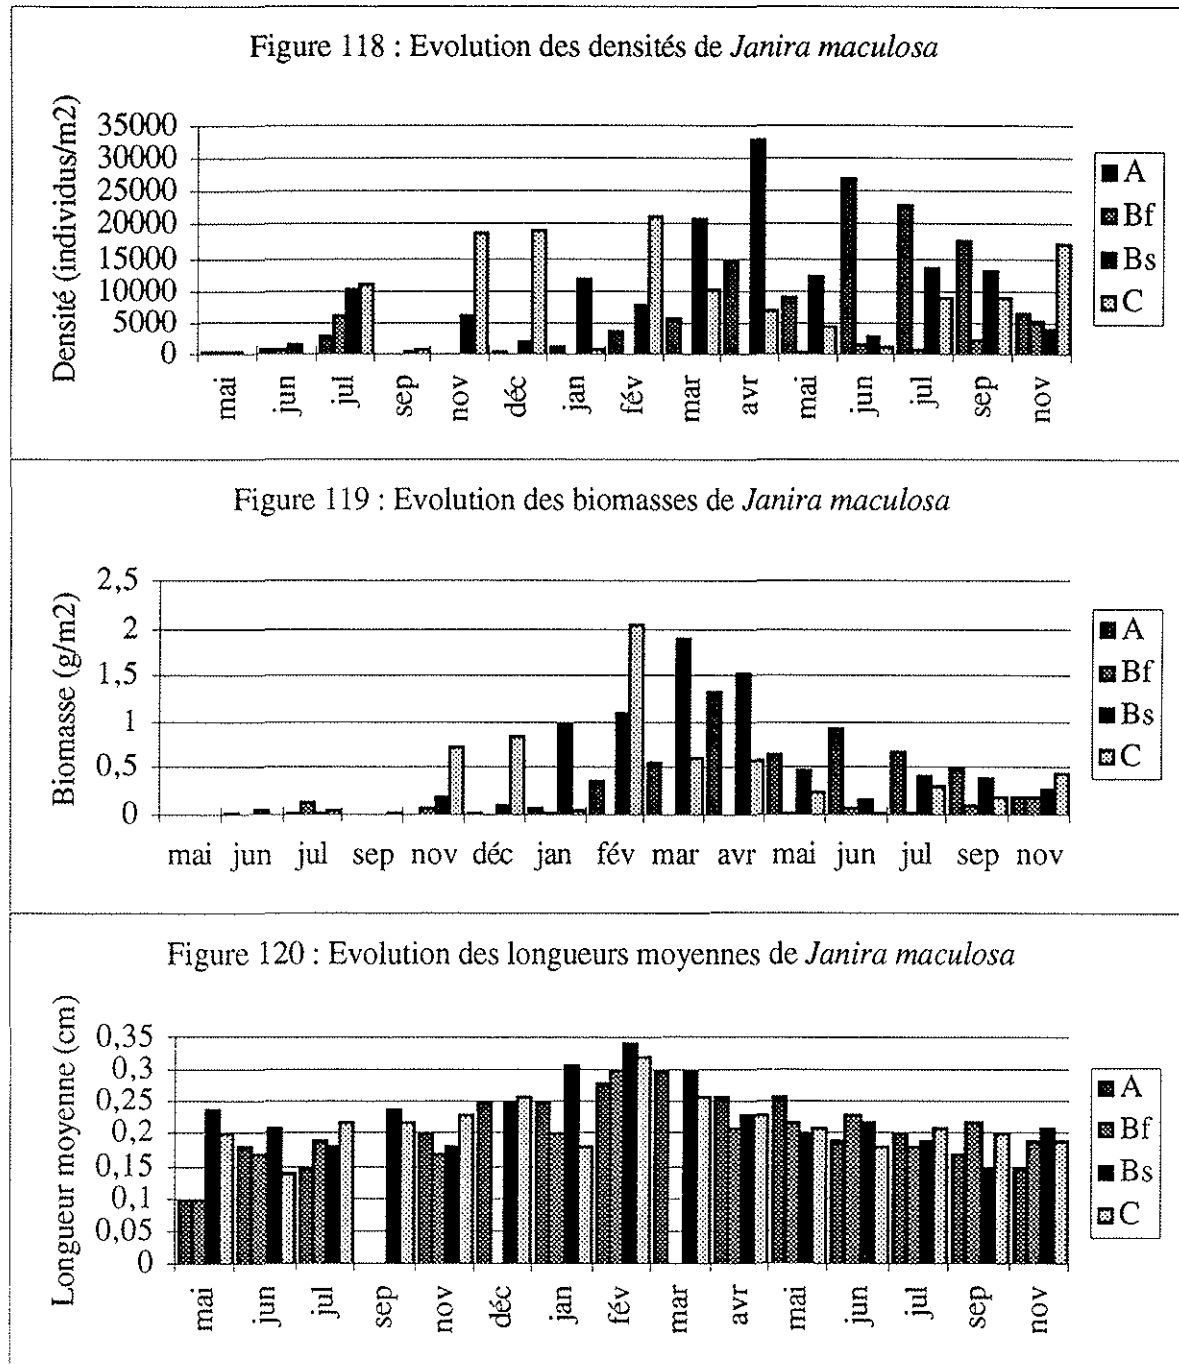 Figure 118 : Evolution des densités de Janira maculosa
Densité (individus/m2)
35000
30000
25000
20000
15000
10000
5000
0
mai jun jul sep nov déc jan fév mar avr mai jun jul sep nov
A
Bf
Bs
C
Figure 119 : Evolution des biomasses de Janira maculosa
Biomasse (g/m2)
2,5
2
1,5
1
0,5
0
mai jun jul sep nov déc jan fév mar avr mai jun jul sep nov
A
Bf
Bs
C
Figure 120 : Evolution des longueurs moyennes de Janira maculosa
Longueur moyenne (cm)
0,35
0,3
0,25
0,2
0,15
0,1
0,05
0
mai jun jul sep nov déc jan fév mar avr mai jun jul sep nov
A
Bf
Bs
C